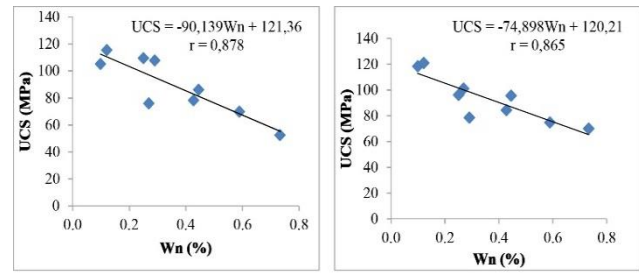 UCS = -90,139Wn + 121,36
r = 0,878
140
120
100
80
60
40
20
0
UCS (MPa)
0.0 0.2 0.4 0.6 0.8
Wn (%)
UCS = -74,898Wn + 120,21
r = 0,865
140
120
100
80
60
40
20
0
UCS (MPa)
0.0 0.2 0.4 0.6 0.8
Wn (%)